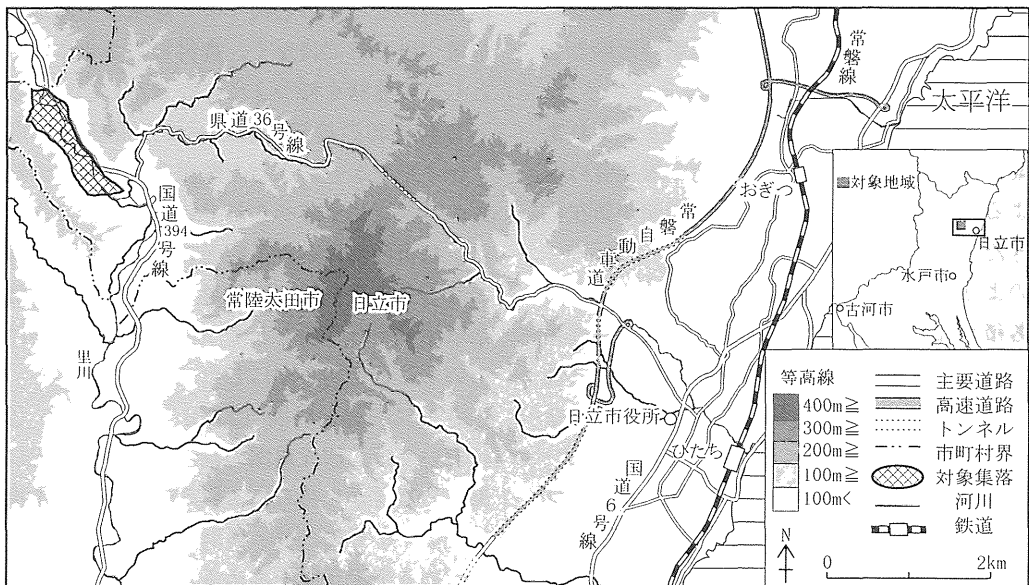 県道36号線
国道394号線
里川
常陸太田市
日立市
常磐自動車道
常磐線
太平洋
おぎつ
日立市役所
ひたち
国道6号線
対象地域
日立市
水戸市
古河市
等高線
400m≧
300m≧
200m≧
100m≧
100m<
主要道路
高速道路
トンネル
市町村界
対象集落
河川
鉄道
N
0 2km